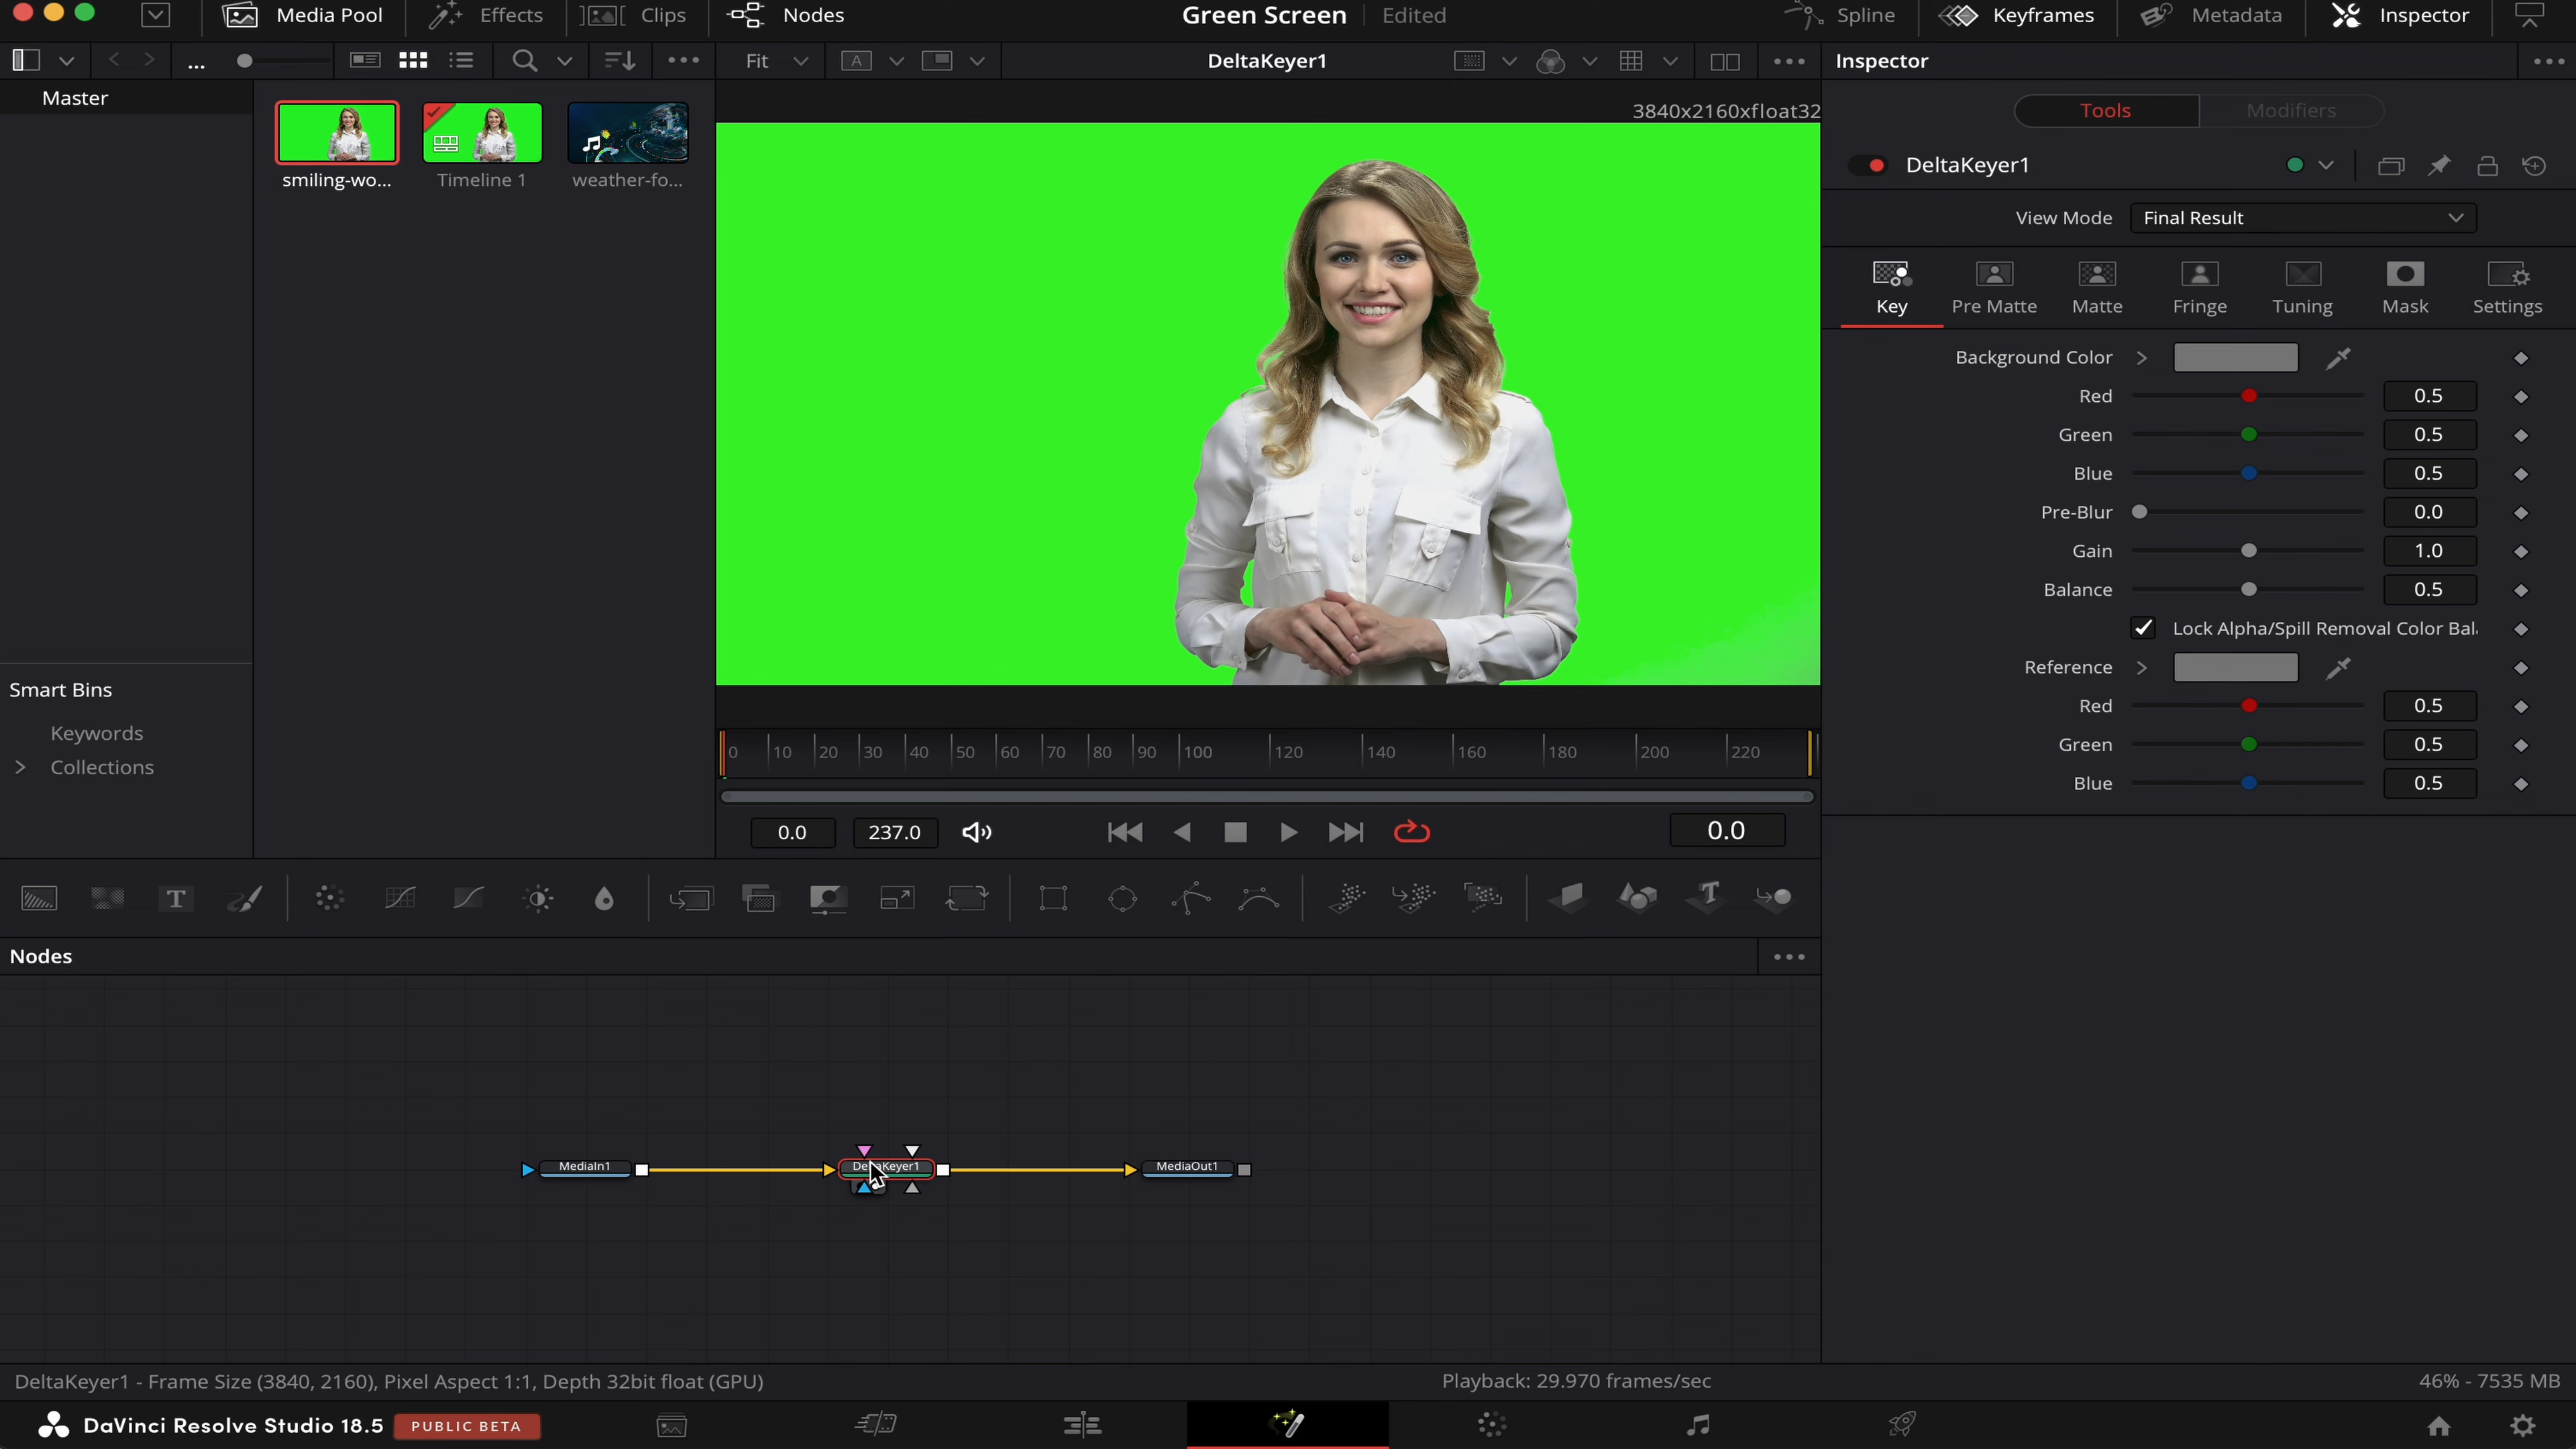 Media Pool
Effects
Clips
Nodes
Green Screen
Edited
Spline
Keyframes
Metadata
Inspector
...
Fit
A
DeltaKeyer1
Inspector
Master
smiling-wo...
Timeline 1
weather-fo...
3840x2160xfloat32
Tools
Modifiers
DeltaKeyer1
View Mode
Final Result
Key
Pre Matte
Matte
Fringe
Tuning
Mask
Settings
Background Color
Red 0.5
Green 0.5
Blue 0.5
Pre-Blur 0.0
Gain 1.0
Balance 0.5
Lock Alpha/Spill Removal Color Bal
Reference
Red 0.5
Green 0.5
Blue 0.5
Smart Bins
Keywords
Collections
0 10 20 30 40 50 60 70 80 90 100 120 140 160 180 200 220
0.0
237.0
0.0
T
T
Nodes
MediaIn1
DeltaKeyer1
MediaOut1
DeltaKeyer1 - Frame Size (3840, 2160), Pixel Aspect 1:1, Depth 32bit float (GPU)
Playback: 29.970 frames/sec
46% - 7535 MB
DaVinci Resolve Studio 18.5
PUBLIC BETA